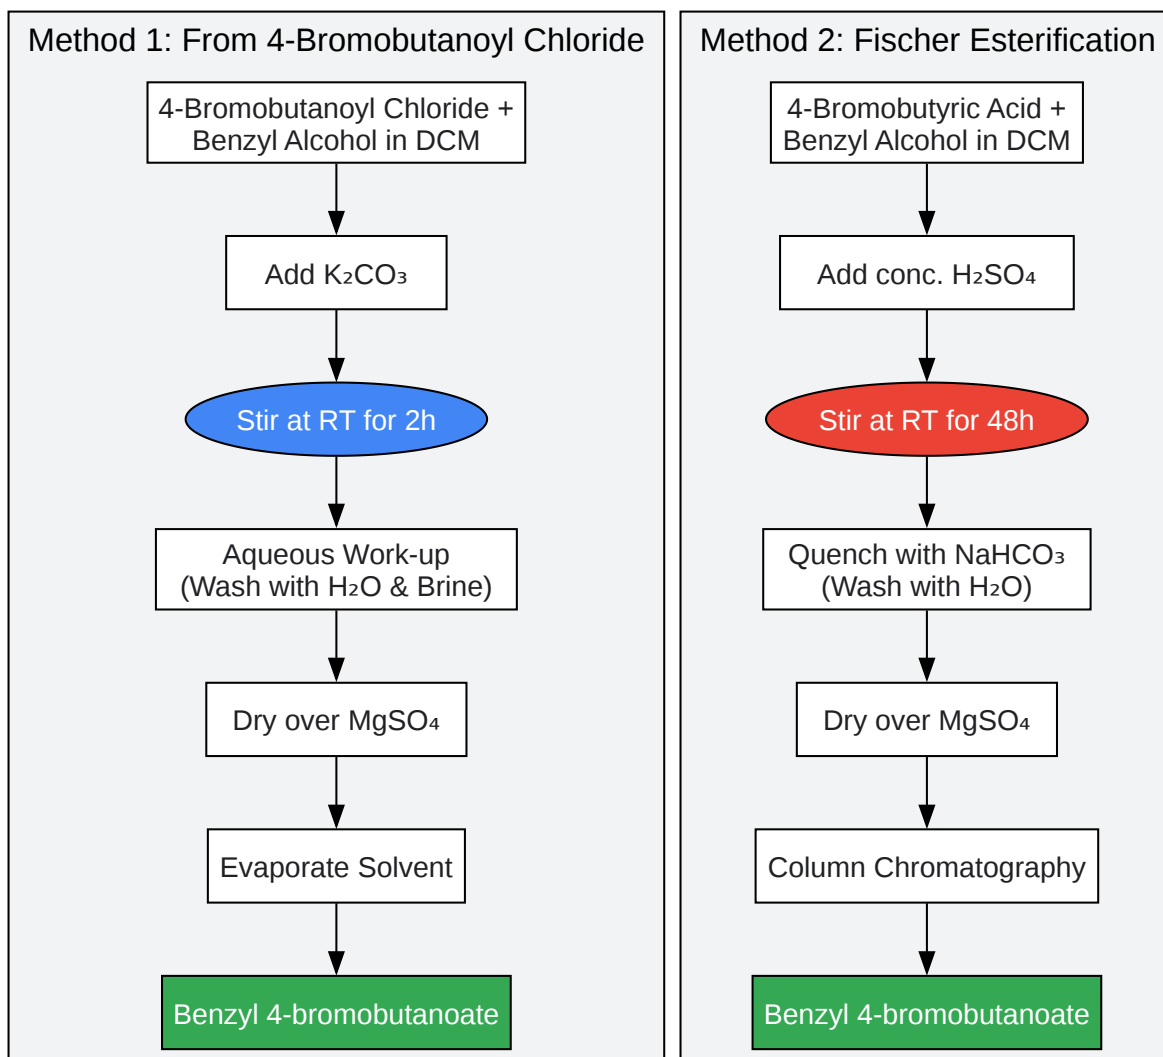 Method 1: From 4-Bromobutanoyl Chloride
4-Bromobutanoyl Chloride +
Benzyl Alcohol in DCM
Add K₂CO₃
Stir at RT for 2h
Aqueous Work-up
(Wash with H₂O & Brine)
Dry over MgSO₄
Evaporate Solvent
Benzyl 4-bromobutanoate
Method 2: Fischer Esterification
4-Bromobutyric Acid +
Benzyl Alcohol in DCM
Add conc. H₂SO₄
Stir at RT for 48h
Quench with NaHCO₃
(Wash with H₂O)
Dry over MgSO₄
Column Chromatography
Benzyl 4-bromobutanoate